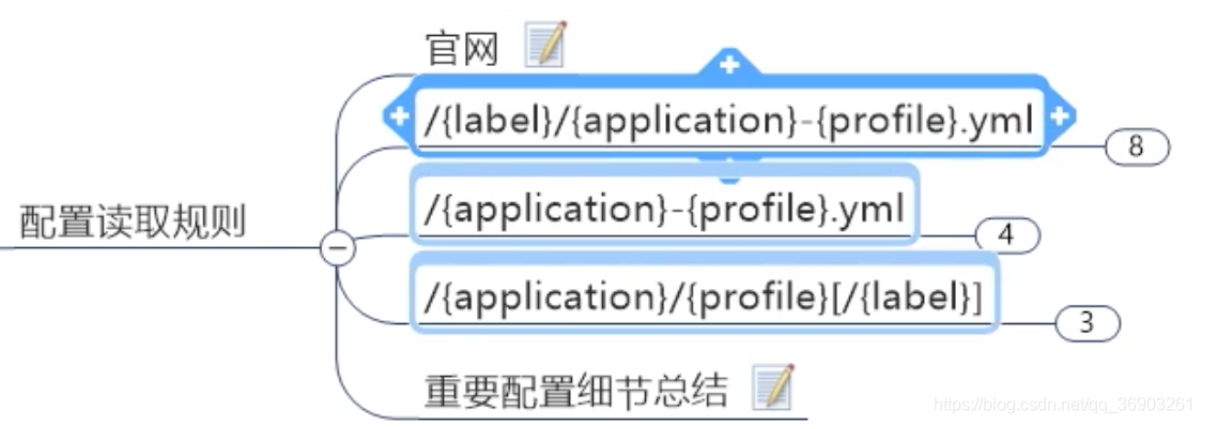 官网
/{label}/{application}-{profile}.yml
8
/{application}-{profile}.yml
4
配置读取规则
/{application}/{profile}[/{label}]
3
重要配置细节总结
https://blog.csdn.net/qq_36903261